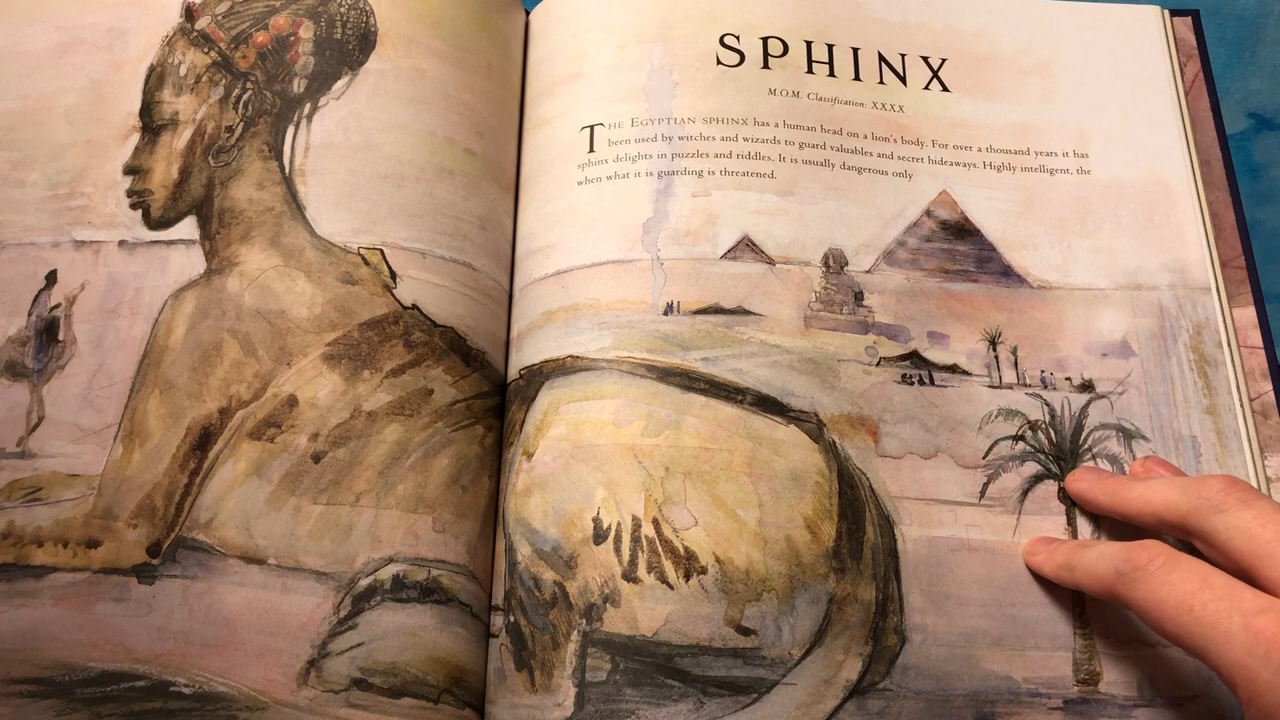 SPHINX
M.O.M. Classification: XXXX
THE EGYPTIAN SPHINX has a human head on a lion's body. For over a thousand years it has
been used by witches and wizards to guard valuables and secret hideaways. Highly intelligent, the
sphinx delights in puzzles and riddles. It is usually dangerous only
when what it is guarding is threatened.